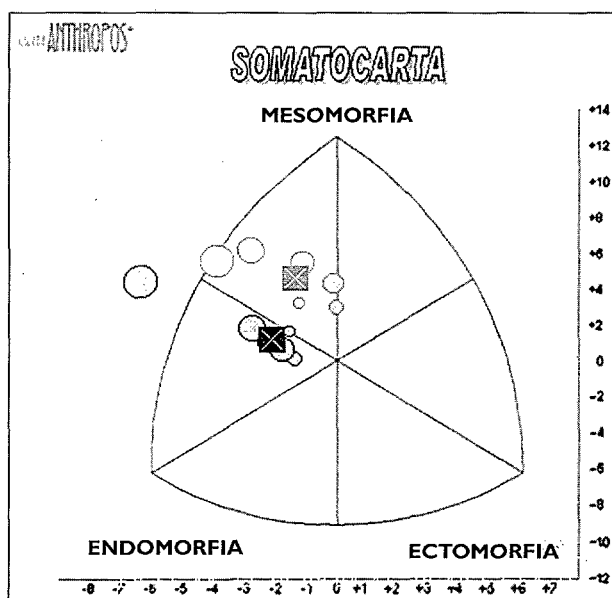 ANTHROPOS
SOMATOCARTA
MESOMORFIA
+14
+12
+10
+8
+6
+4
+2
0
-2
-4
-6
-8
-10
-12
ENDOMORFIA
ECTOMORFIA
-8 -7 -6 -5 -4 -3 -2 -1 0 +1 +2 +3 +4 +5 +6 +7